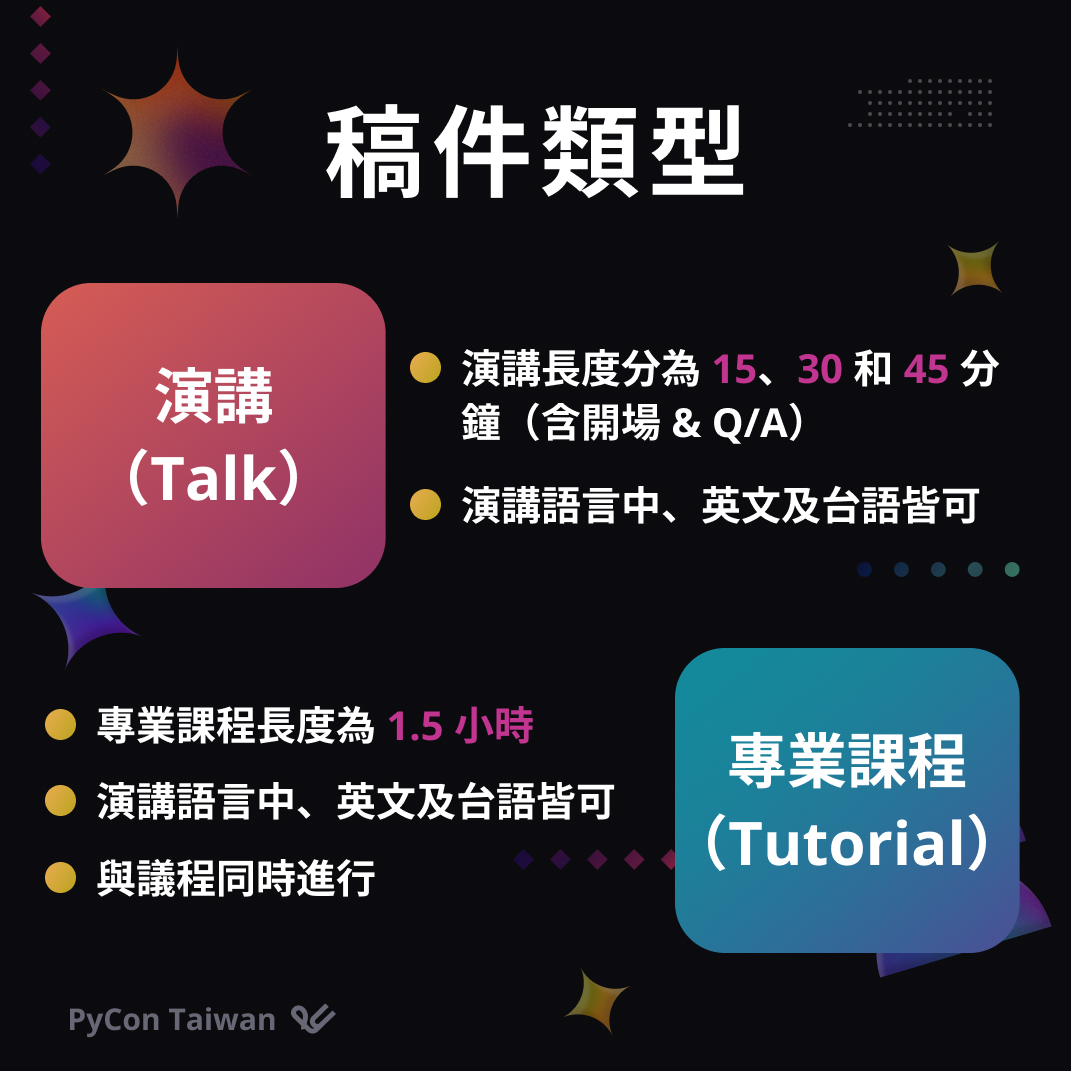 稿件類型
演講
（Talk）
演講長度分為 15、30 和 45 分
鐘（含開場 & Q/A）
演講語言中、英文及台語皆可
專業課程長度為 1.5 小時
演講語言中、英文及台語皆可
與議程同時進行
專業課程
（Tutorial）
PyCon Taiwan